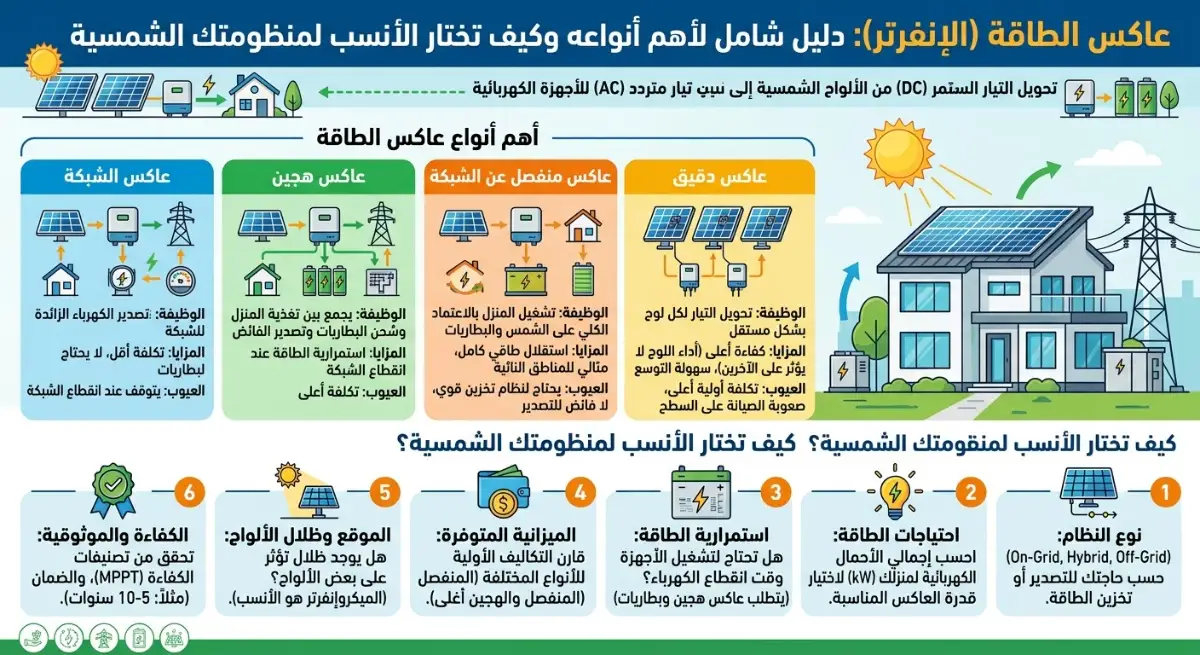 عاكس الطاقة (الإنفرتر): دليل شامل لأهم أنواعه وكيف تختار الأنسب لمنظومتك الشمسية
تحويل التيار الستمر (DC) من الألواح الشمسية إلى تيار متردد (AC) للأجهزة الكهربائية
أهم أنواع عاكس الطاقة
عاكس دقيق
الوظيفة: تحويل التيار لكل لوح
بشكل مستقل
المزايا: كفاءة أعلى (أداء اللوح لا
يؤثر على الآخرين)، سهولة التوسع
العيوب: تكلفة أولية أعلى،
صعوبة الصيانة على السطح
عاكس منفصل عن الشبكة
الوظيفة: تشغيل المنزل بالاعتماد
الكلي على الشمس والبطاريات
المزايا: استقلال طاقي كامل،
مثالي للمناطق النائية
العيوب: يحتاج لنظام تخزين قوي،
لا فائض للتصدير
عاكس هجين
الوظيفة: يجمع بين تغذية المنزل
وشحن البطاريات وتصدير الفائض
المزايا: استمرارية الطاقة عند
انقطاع الشبكة
العيوب: تكلفة أعلى
عاكس الشبكة
الوظيفة: تصدير الكهرباء الزائدة
للشبكة
المزايا: تكلفة أقل، لا يحتاج
لبطاريات
العيوب: يتوقف عند انقطاع الشبكة
كيف تختار الأنسب لمنقومتك الشمسية؟
كيف تختار الأنسب لمنظومتك الشمسية؟
1
نوع النظام:
(On-Grid, Hybrid, Off-Grid)
حسب حاجتك للتصدير أو
تخزين الطاقة.
2
احتياجات الطاقة:
احسب إجمالي الأحمال
الكهربائية لمنزلك (kW) لاختيار
قدرة العاكس المناسبة.
3
استمرارية الطاقة:
هل تحتاج لتشغيل الأجهزة
وقت انقطاع الكهرباء؟
(يتطلب عاكس هجين وبطاريات)
4
الميزانية المتوفرة:
قارن التكاليف الأولية
للأنواع المختلفة (المنفصل
(المنفصل والهجين أغلى).
5
الموقع وظلال الألواح:
هل يوجد ظلال تؤثر
على بعض الألواح؟
(الميكروإنفرتر هو الأنسب).
6
الكفاءة والموثوقية:
تحقق من تصنيفات
الكفاءة (MPPT)، والضمان
(مثلاً: 5-10 سنوات).